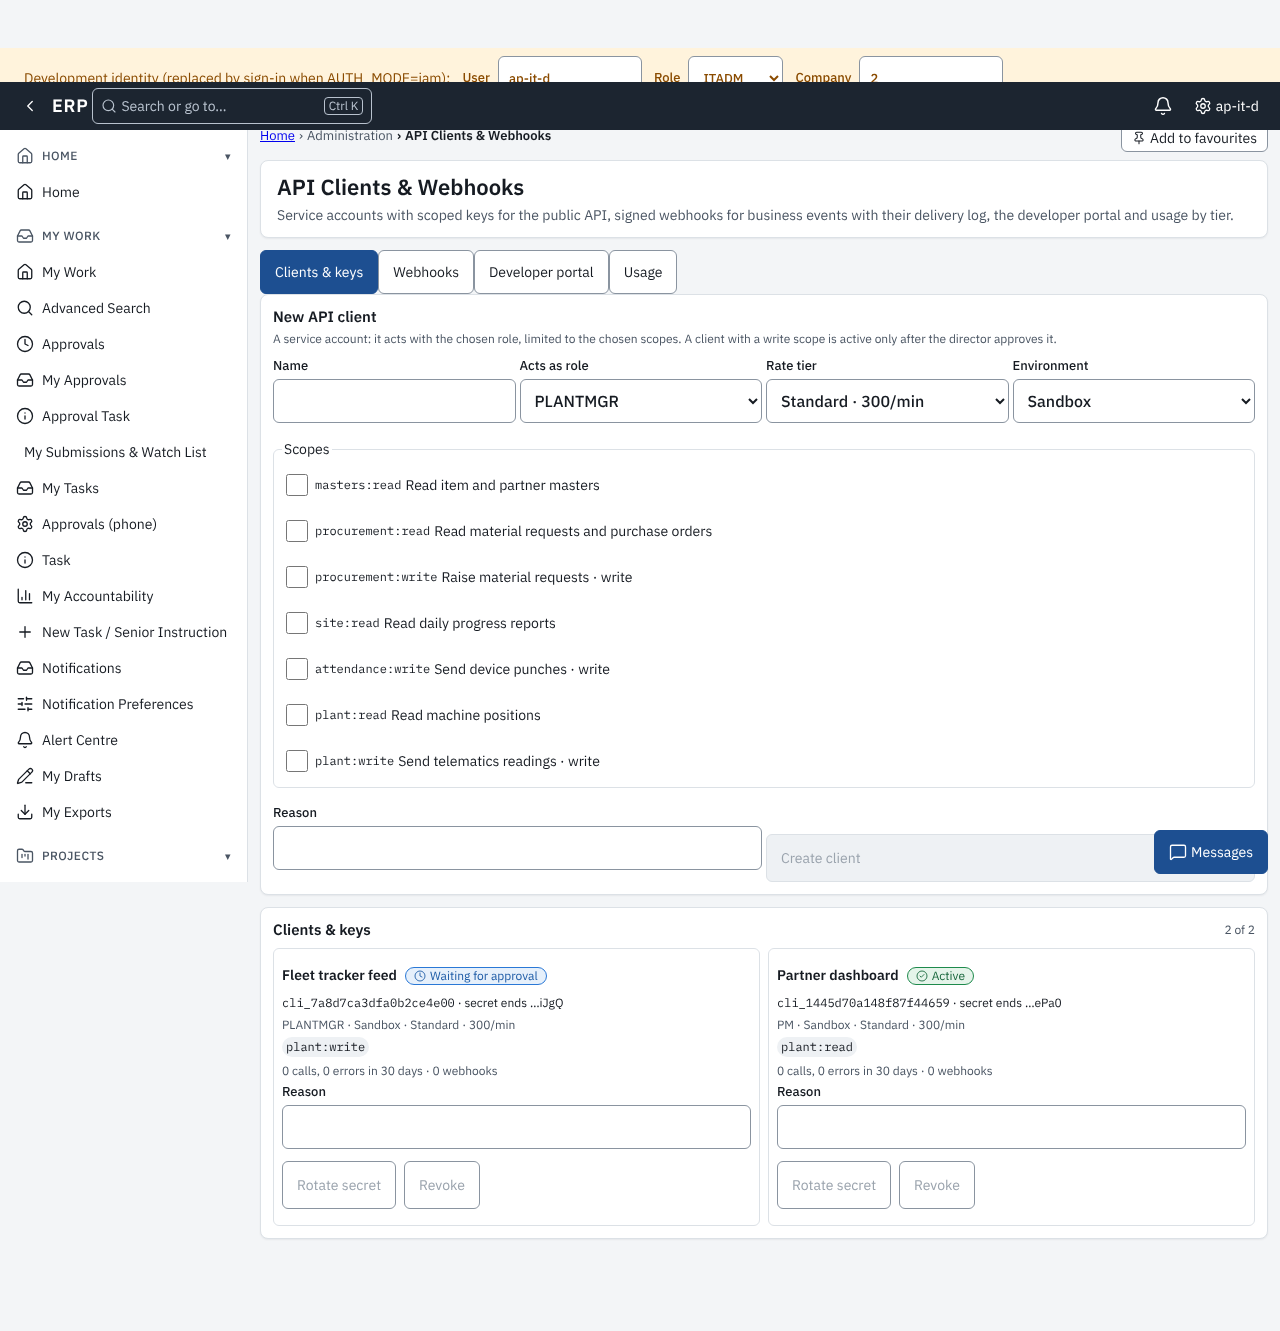 Development identity (replaced by sign-in when AUTH_MODE=iam): User ap-it-d Role ITADM Company 2
ERP Search or go to... Ctrl K ap-it-d
Home › Administration › API Clients & Webhooks
Add to favourites
HOME
Home
MY WORK
My Work
Advanced Search
Approvals
My Approvals
Approval Task
My Submissions & Watch List
My Tasks
Approvals (phone)
Task
My Accountability
New Task / Senior Instruction
Notifications
Notification Preferences
Alert Centre
My Drafts
My Exports
PROJECTS
API Clients & Webhooks
Service accounts with scoped keys for the public API, signed webhooks for business events with their delivery log, the developer portal and usage by tier.
Clients & keys Webhooks Developer portal Usage
New API client
A service account: it acts with the chosen role, limited to the chosen scopes. A client with a write scope is active only after the director approves it.
Name Acts as role Rate tier Environment
PLANTMGR Standard · 300/min Sandbox
Scopes
masters:read Read item and partner masters
procurement:read Read material requests and purchase orders
procurement:write Raise material requests · write
site:read Read daily progress reports
attendance:write Send device punches · write
plant:read Read machine positions
plant:write Send telematics readings · write
Reason
Create client
Messages
Clients & keys 2 of 2
Fleet tracker feed Waiting for approval
cli_7a8d7ca3dfa0b2ce4e00 · secret ends …iJgQ
PLANTMGR · Sandbox · Standard · 300/min
plant:write
0 calls, 0 errors in 30 days · 0 webhooks
Reason
Rotate secret Revoke
Partner dashboard Active
cli_1445d70a148f87f44659 · secret ends …ePaO
PM · Sandbox · Standard · 300/min
plant:read
0 calls, 0 errors in 30 days · 0 webhooks
Reason
Rotate secret Revoke